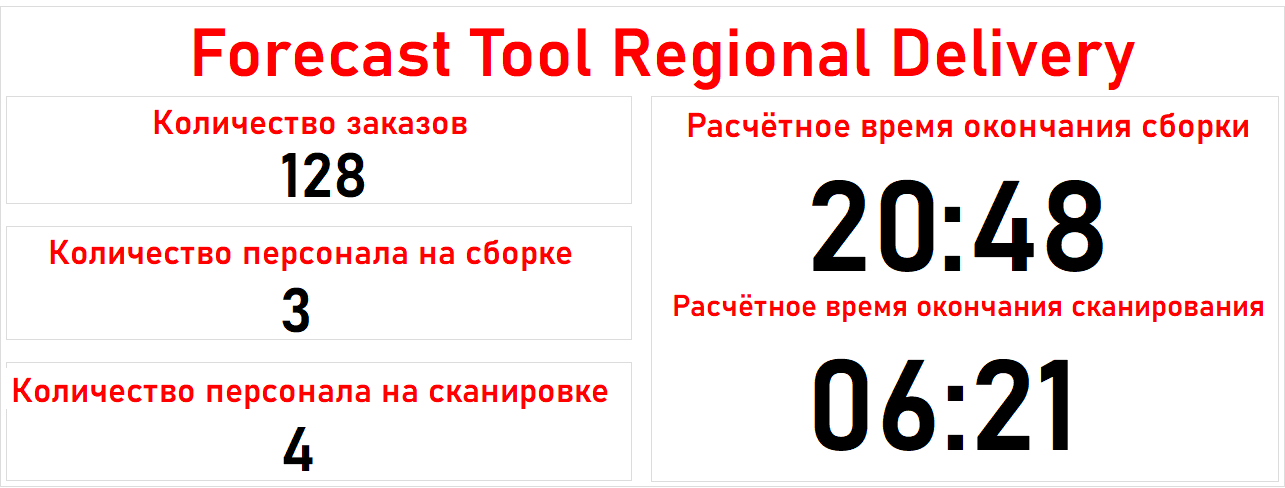 Forecast Tool Regional Delivery
Количество заказов
128
Количество персонала на сборке
3
Количество персонала на сканировке
4
Расчётное время окончания сборки
20:48
Расчётное время окончания сканирования
06:21